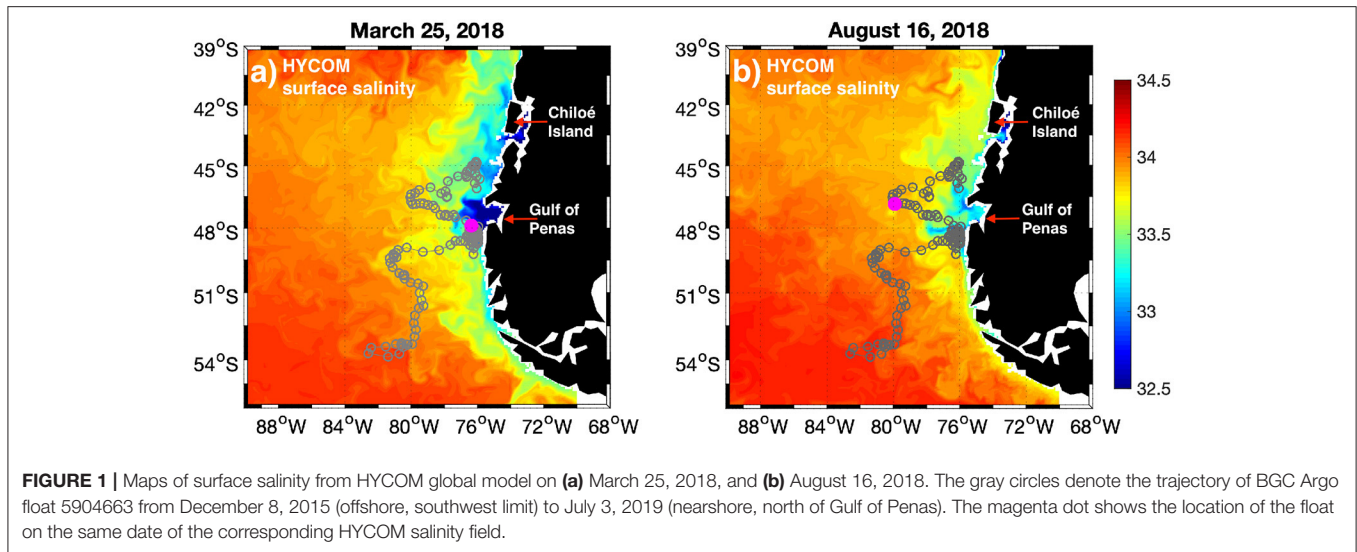 March 25, 2018
August 16, 2018
39°S
42°S
45°S
48°S
51°S
54°S
a) HYCOM
surface salinity
Chiloé
Island
Gulf of
Penas
88°W 84°W 80°W 76°W 72°W 68°W
39°S
42°S
45°S
48°S
51°S
54°S
b) HYCOM
surface salinity
Chiloé
Island
Gulf of
Penas
88°W 84°W 80°W 76°W 72°W 68°W
34.5
34
33.5
33
32.5
FIGURE 1 | Maps of surface salinity from HYCOM global model on (a) March 25, 2018, and (b) August 16, 2018. The gray circles denote the trajectory of BGC Argo
float 5904663 from December 8, 2015 (offshore, southwest limit) to July 3, 2019 (nearshore, north of Gulf of Penas). The magenta dot shows the location of the float
on the same date of the corresponding HYCOM salinity field.